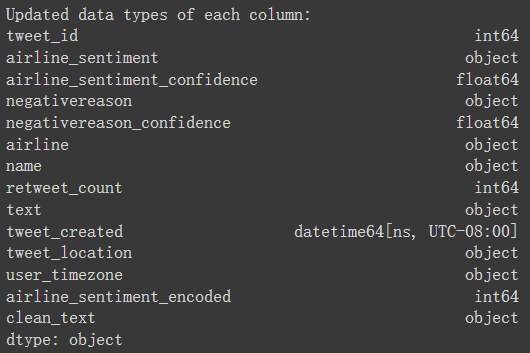 Updated data types of each column:
tweet_id int64
airline_sentiment object
airline_sentiment_confidence float64
negativereason object
negativereason_confidence float64
airline object
name object
retweet_count int64
text object
tweet_created datetime64[ns, UTC-08:00]
tweet_location object
user_timezone object
airline_sentiment_encoded int64
clean_text object
dtype: object